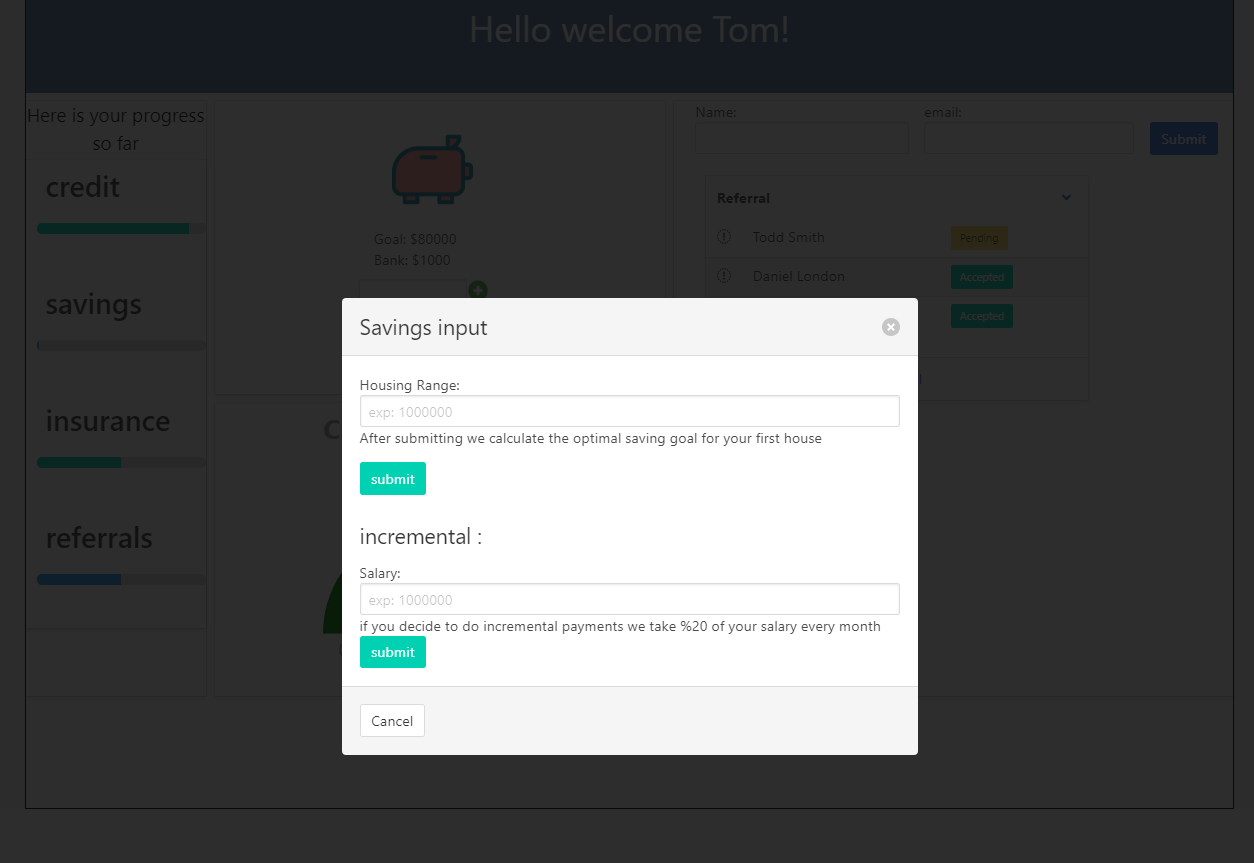 Hello welcome Tom!
Here is your progress
so far
credit
savings
insurance
referrals
Goal: $80000
Bank: $1000
Name:
email:
Submit
Referral
Todd Smith
Pending
Daniel London
Accepted
Accepted
C
Savings input
Housing Range:
exp: 1000000
After submitting we calculate the optimal saving goal for your first house
submit
incremental :
Salary:
exp: 1000000
if you decide to do incremental payments we take %20 of your salary every month
submit
Cancel